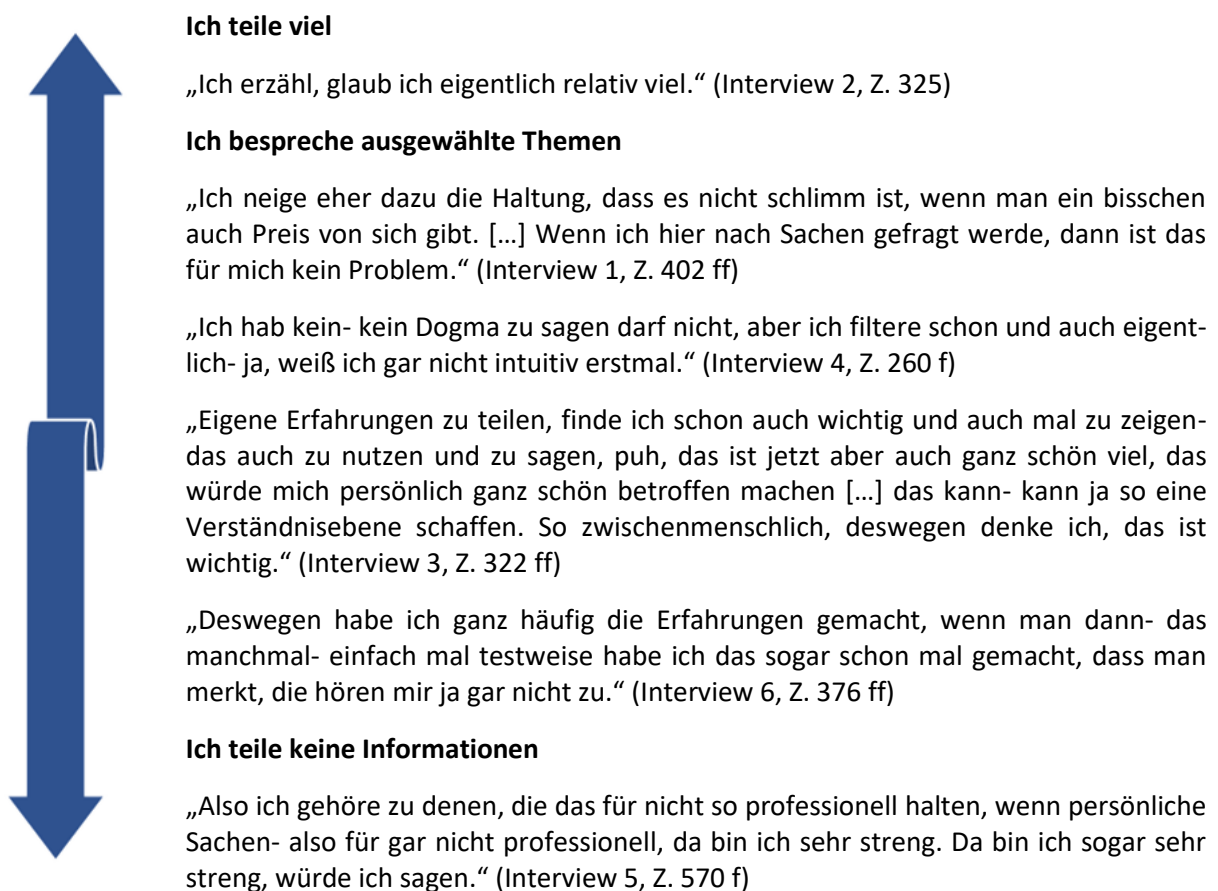 Ich teile viel
„Ich erzähl, glaub ich eigentlich relativ viel.“ (Interview 2, Z. 325)
Ich bespreche ausgewählte Themen
„Ich neige eher dazu die Haltung, dass es nicht schlimm ist, wenn man ein bisschen
auch Preis von sich gibt. […] Wenn ich hier nach Sachen gefragt werde, dann ist das
für mich kein Problem.“ (Interview 1, Z. 402 ff)
„Ich hab kein- kein Dogma zu sagen darf nicht, aber ich filtere schon und auch eigent-
lich- ja, weiß ich gar nicht intuitiv erstmal.“ (Interview 4, Z. 260 f)
„Eigene Erfahrungen zu teilen, finde ich schon auch wichtig und auch mal zu zeigen-
das auch zu nutzen und zu sagen, puh, das ist jetzt aber auch ganz schön viel, das
würde mich persönlich ganz schön betroffen machen […] das kann- kann ja so eine
Verständnisebene schaffen. So zwischenmenschlich, deswegen denke ich, das ist
wichtig.“ (Interview 3, Z. 322 ff)
„Deswegen habe ich ganz häufig die Erfahrungen gemacht, wenn man dann- das
manchmal- einfach mal testweise habe ich das sogar schon mal gemacht, dass man
merkt, die hören mir ja gar nicht zu.“ (Interview 6, Z. 376 ff)
Ich teile keine Informationen
„Also ich gehöre zu denen, die das für nicht so professionell halten, wenn persönliche
Sachen- also für gar nicht professionell, da bin ich sehr streng. Da bin ich sogar sehr
streng, würde ich sagen.“ (Interview 5, Z. 570 f)